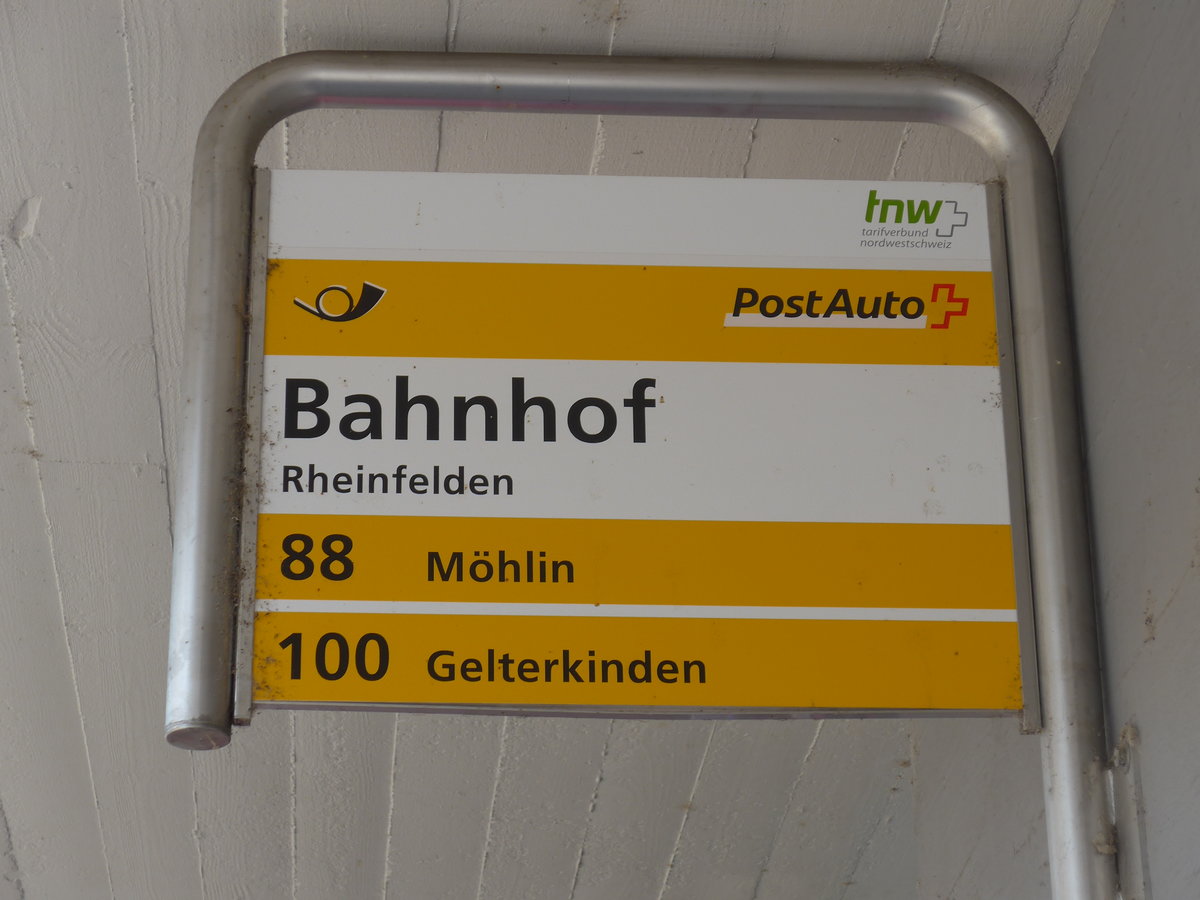 tnw
tarifverbund
nordwestschweiz
PostAuto
Bahnhof
Rheinfelden
88 Möhlin
100 Gelterkinden